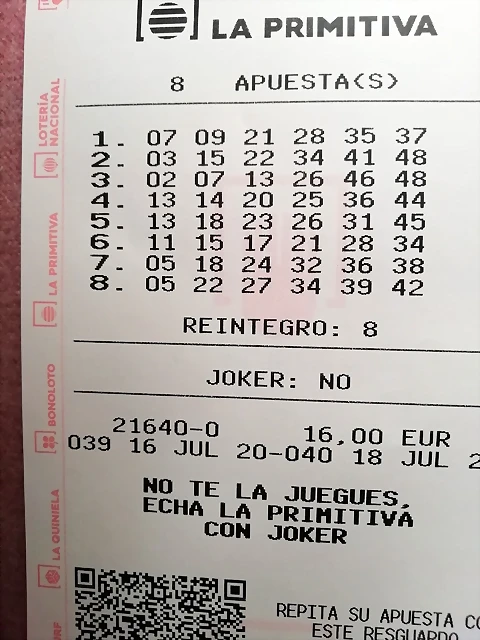 LA PRIMITIVA
8 APUESTA(S)
1. 07 09 21 28 35 37
2. 03 15 22 34 41 48
3. 02 07 13 26 46 48
4. 13 14 20 25 36 44
5. 13 18 23 26 31 45
6. 11 15 17 21 28 34
7. 05 18 24 32 36 38
8. 05 22 27 34 39 42
REINTEGRO: 8
JOKER: NO
21640-0 16,00 EUR
039 16 JUL 20-040 18 JUL 2
NO TE LA JUEGUES,
ECHA LA PRIMITIVA
CON JOKER
REPITA SU APUESTA CO
ESTE RESGUARDO
LOTERÍA
NACIONAL
LA PRIMITIVA
BONOLOTO
LA QUINIELA